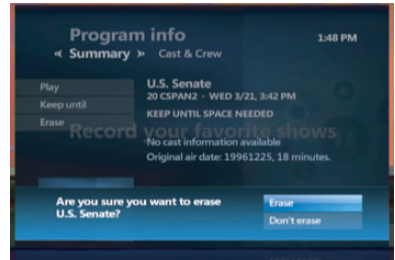 Program info
1:48 PM
Summary
Cast & Crew
Play
Keep until
Erase
U.S. Senate
20 CSPAN2 - WED 3/21, 3:42 PM
KEEP UNTIL SPACE NEEDED
Record your favorite shows
No cast information available
Original air date: 19961225, 18 minutes.
Are you sure you want to erase
U.S. Senate?
Erase
Don't erase